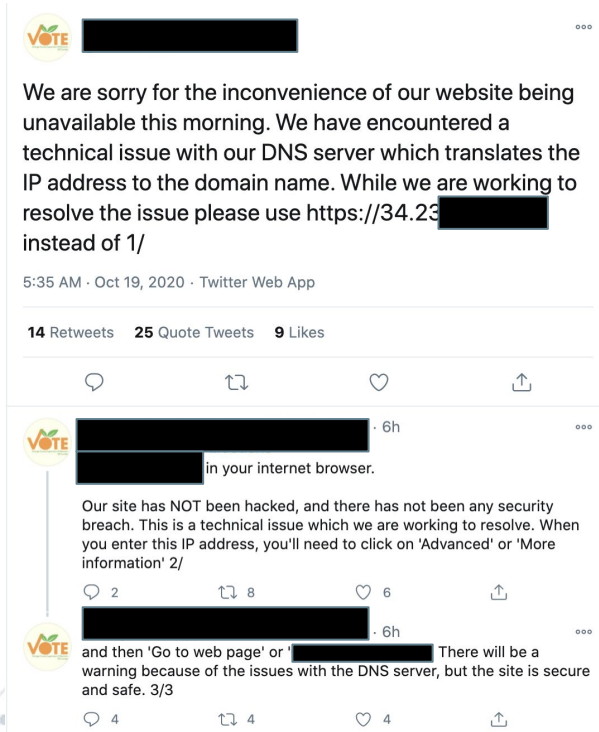 VOTE
We are sorry for the inconvenience of our website being
unavailable this morning. We have encountered a
technical issue with our DNS server which translates the
IP address to the domain name. While we are working to
resolve the issue please use https://34.23
instead of 1/
5:35 AM · Oct 19, 2020 · Twitter Web App
14 Retweets 25 Quote Tweets 9 Likes
VOTE
· 6h
in your internet browser.
Our site has NOT been hacked, and there has not been any security
breach. This is a technical issue which we are working to resolve. When
you enter this IP address, you'll need to click on 'Advanced' or 'More
information' 2/
2 8 6
VOTE
· 6h
and then 'Go to web page' or ' There will be a
warning because of the issues with the DNS server, but the site is secure
and safe. 3/3
4 4 4